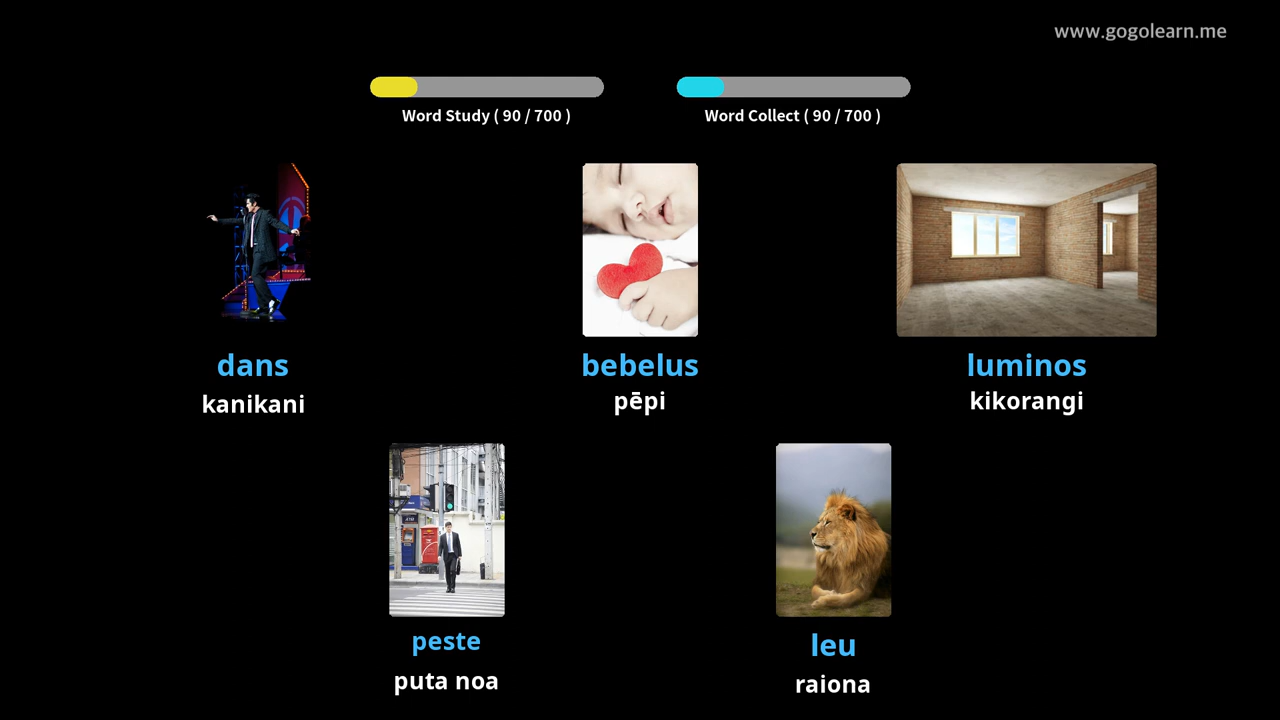 www.gogolearn.me
Word Study ( 90 / 700 )
Word Collect ( 90 / 700 )
dans
kanikani
bebelus
pēpi
luminos
kikorangi
peste
puta noa
leu
raiona